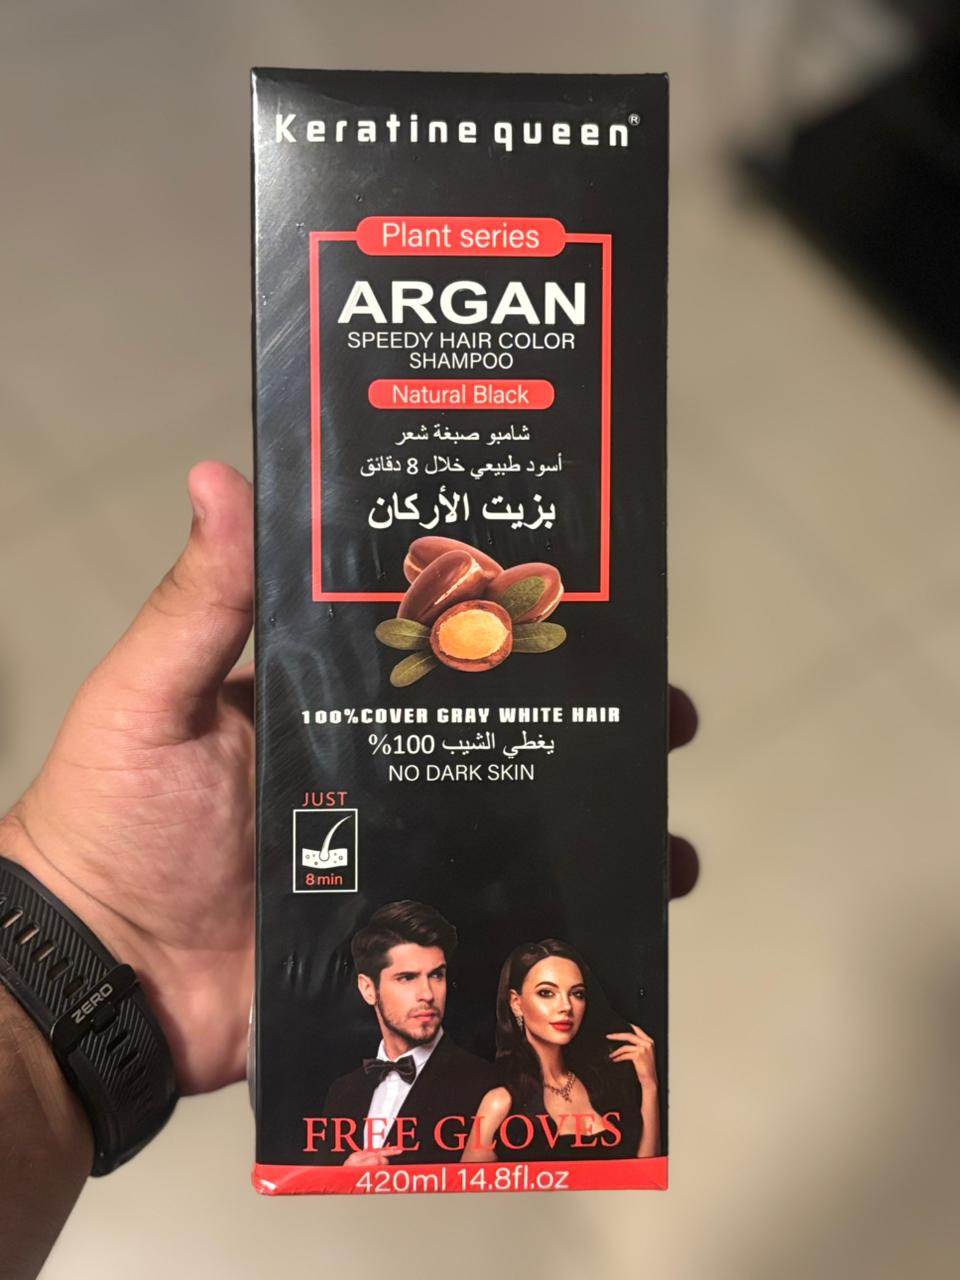 Keratine queen®
Plant series
ARGAN
SPEEDY HAIR COLOR
SHAMPOO
Natural Black
شامبو صبغة شعر
أسود طبيعي خلال 8 دقائق
بزيت الأركان
100%COVER GRAY WHITE HAIR
يغطي الشيب 100%
NO DARK SKIN
JUST
8min
ZERO
FREE GLOVES
420ml 14.8fl.oz